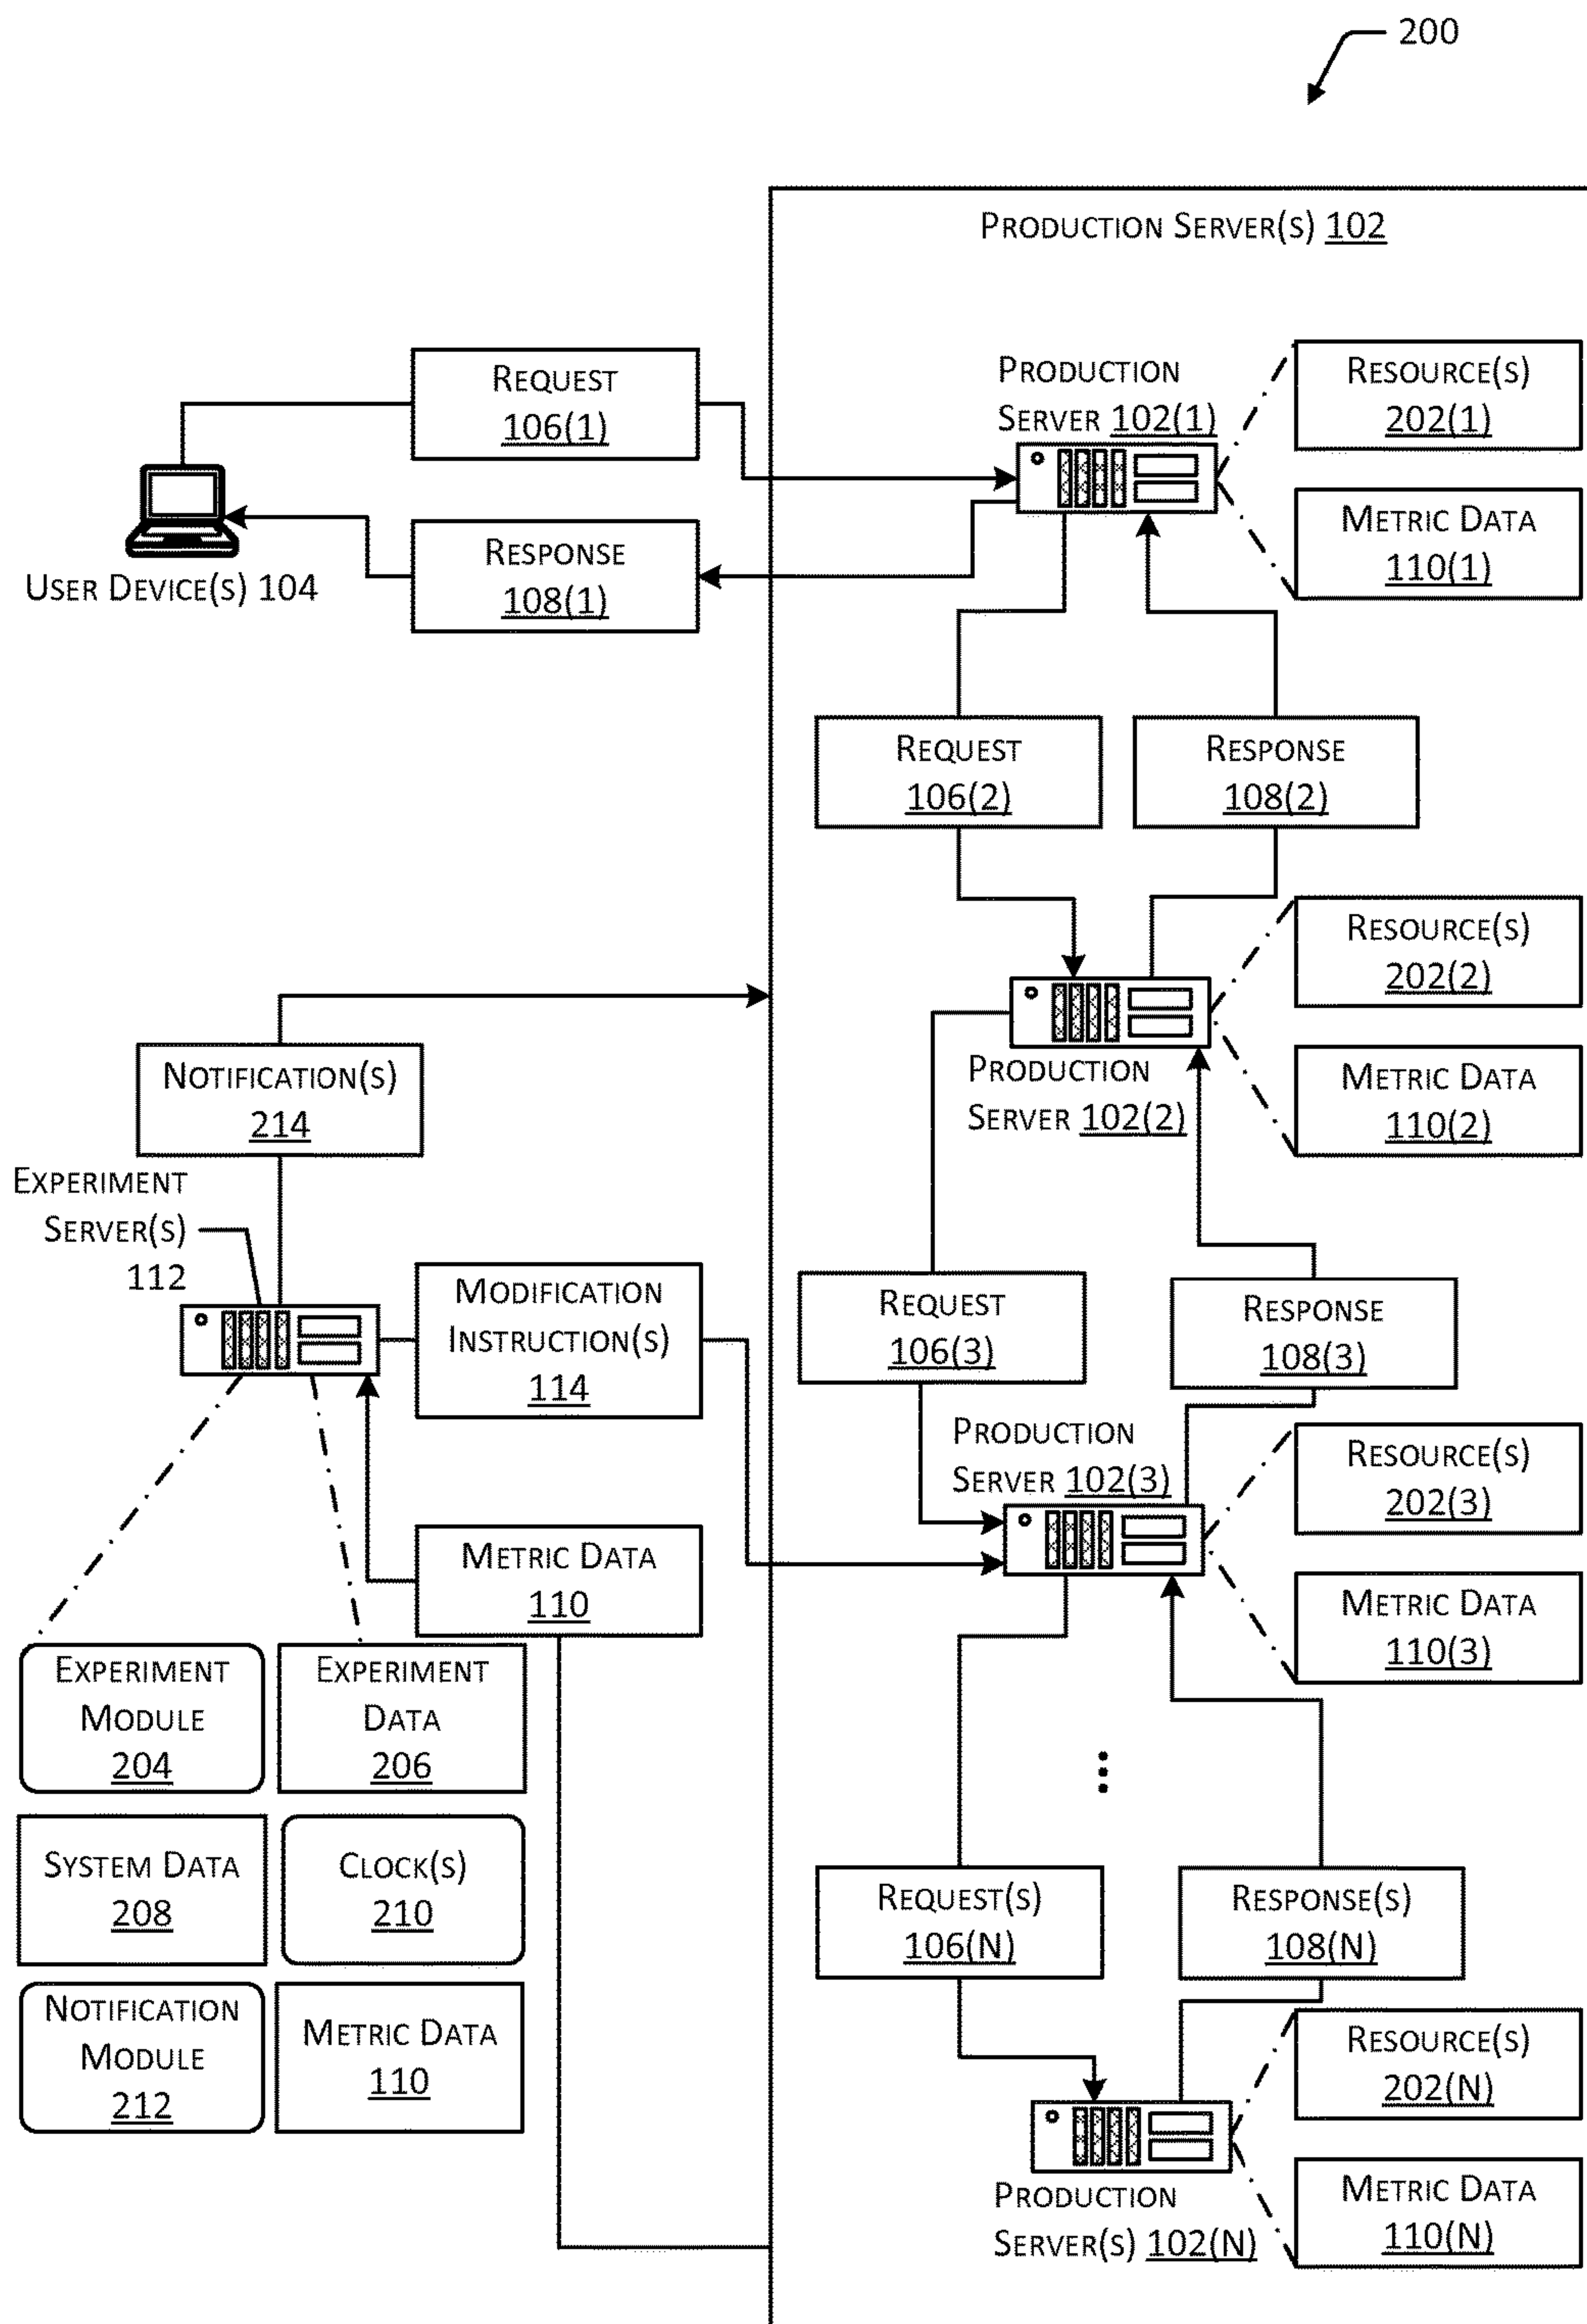 200
PRODUCTION SERVER(S) 102
REQUEST
106(1)
RESPONSE
108(1)
USER DEVICE(S) 104
PRODUCTION
SERVER 102(1)
RESOURCE(S)
202(1)
METRIC DATA
110(1)
REQUEST
106(2)
RESPONSE
108(2)
RESOURCE(S)
202(2)
METRIC DATA
110(2)
PRODUCTION
SERVER 102(2)
NOTIFICATION(S)
214
EXPERIMENT
SERVER(S)
112
MODIFICATION
INSTRUCTION(S)
114
METRIC DATA
110
REQUEST
106(3)
RESPONSE
108(3)
PRODUCTION
SERVER 102(3)
RESOURCE(S)
202(3)
METRIC DATA
110(3)
EXPERIMENT
MODULE
204
EXPERIMENT
DATA
206
SYSTEM DATA
208
CLOCK(S)
210
NOTIFICATION
MODULE
212
METRIC DATA
110
REQUEST(S)
106(N)
RESPONSE(S)
108(N)
RESOURCE(S)
202(N)
METRIC DATA
110(N)
PRODUCTION
SERVER(S) 102(N)